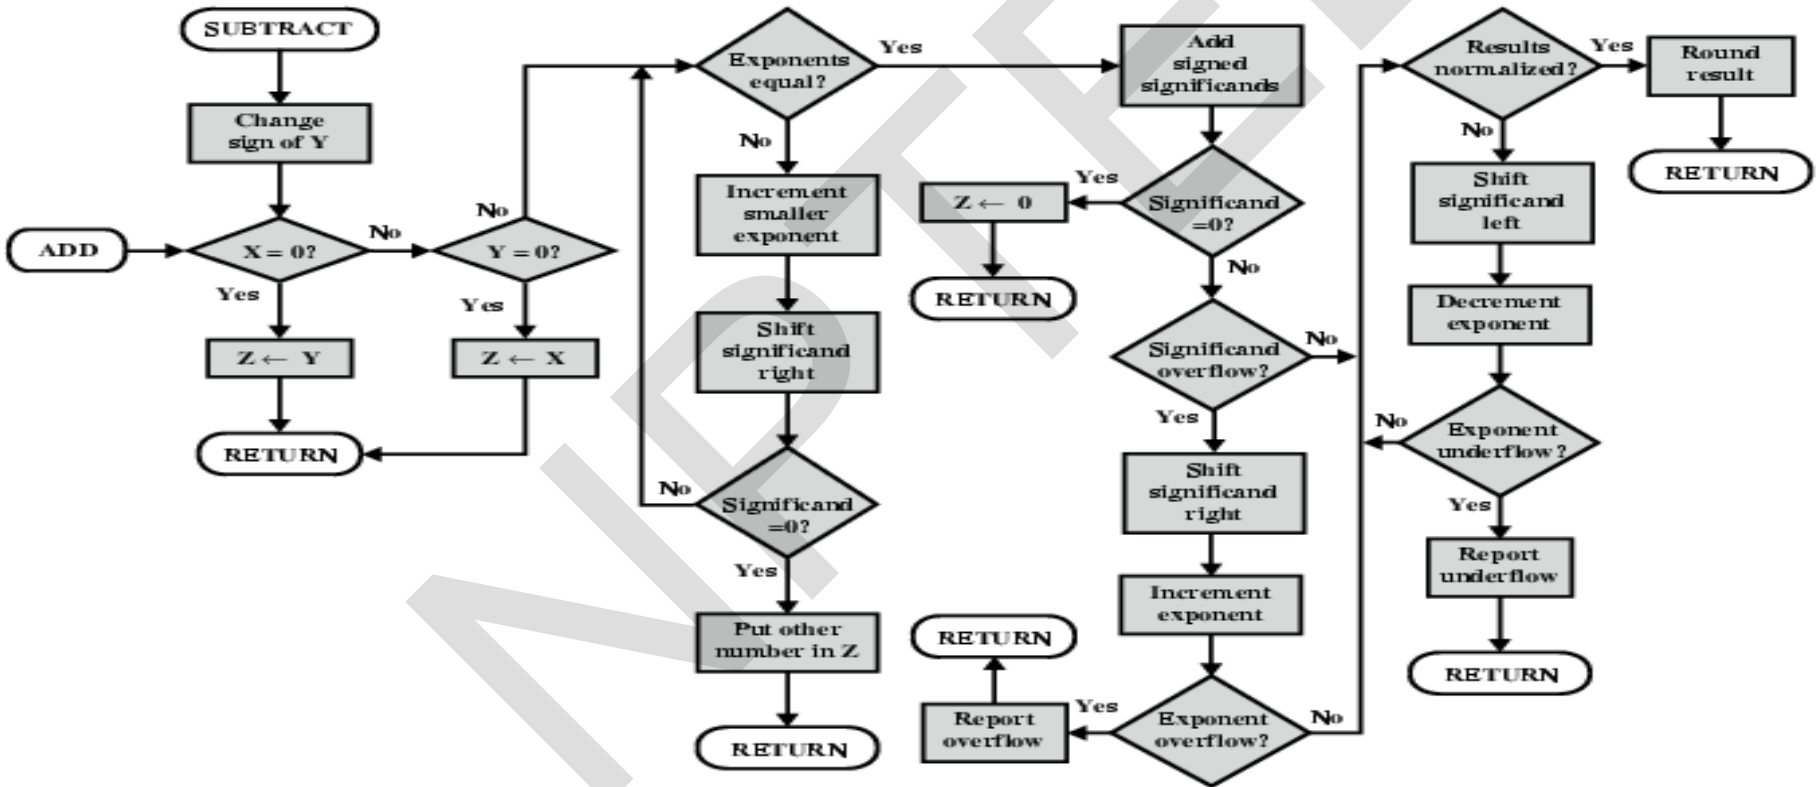 SUBTRACT
Change
sign of Y
ADD
X = 0?
No
Yes
Z ← Y
RETURN
Y = 0?
No
Yes
Z ← X
Exponents
equal?
Yes
No
Increment
smaller
exponent
Shift
significand
right
Significand
=0?
No
Yes
Put other
number in Z
RETURN
Add
signed
significands
Significand
=0?
Yes
Z ← 0
RETURN
No
Significand
overflow?
No
Yes
Shift
significand
right
Increment
exponent
Exponent
overflow?
Yes
Report
overflow
RETURN
No
Results
normalized?
Yes
Round
result
RETURN
No
Shift
significand
left
Decrement
exponent
Exponent
underflow?
No
Yes
Report
underflow
RETURN